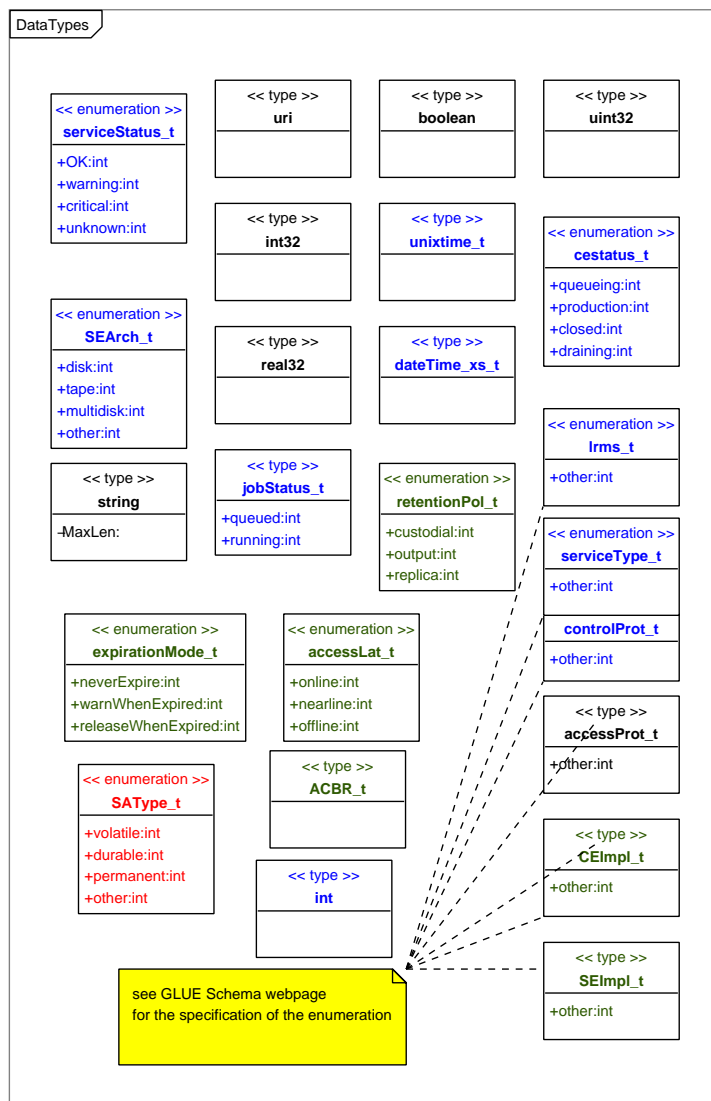 DataTypes
<< enumeration >>
serviceStatus_t
+OK:int
+warning:int
+critical:int
+unknown:int
<< type >>
uri
<< type >>
boolean
<< type >>
uint32
<< type >>
int32
<< type >>
unixtime_t
<< enumeration >>
cestatus_t
+queueing:int
+production:int
+closed:int
+draining:int
<< enumeration >>
SEArch_t
+disk:int
+tape:int
+multidisk:int
+other:int
<< type >>
real32
<< type >>
dateTime_xs_t
<< enumeration >>
lrms_t
+other:int
<< type >>
string
-MaxLen:
<< type >>
jobStatus_t
+queued:int
+running:int
<< enumeration >>
retentionPol_t
+custodial:int
+output:int
+replica:int
<< enumeration >>
serviceType_t
+other:int
controlProt_t
+other:int
<< enumeration >>
expirationMode_t
+neverExpire:int
+warnWhenExpired:int
+releaseWhenExpired:int
<< enumeration >>
accessLat_t
+online:int
+nearline:int
+offline:int
<< type >>
accessProt_t
+other:int
<< enumeration >>
SAType_t
+volatile:int
+durable:int
+permanent:int
+other:int
<< type >>
ACBR_t
<< type >>
CEImpl_t
+other:int
<< type >>
int
<< type >>
SEImpl_t
+other:int
see GLUE Schema webpage
for the specification of the enumeration